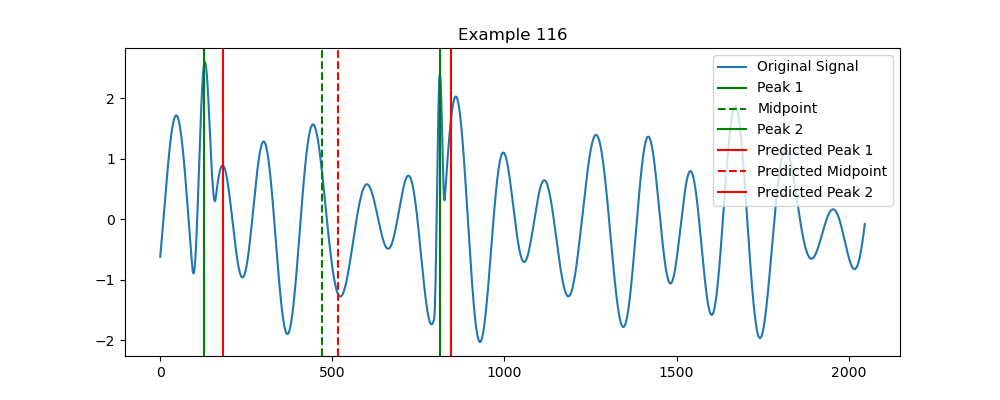 Example 116
Original Signal
Peak 1
Midpoint
Peak 2
Predicted Peak 1
Predicted Midpoint
Predicted Peak 2
2
1
0
−1
−2
0
500
1000
1500
2000